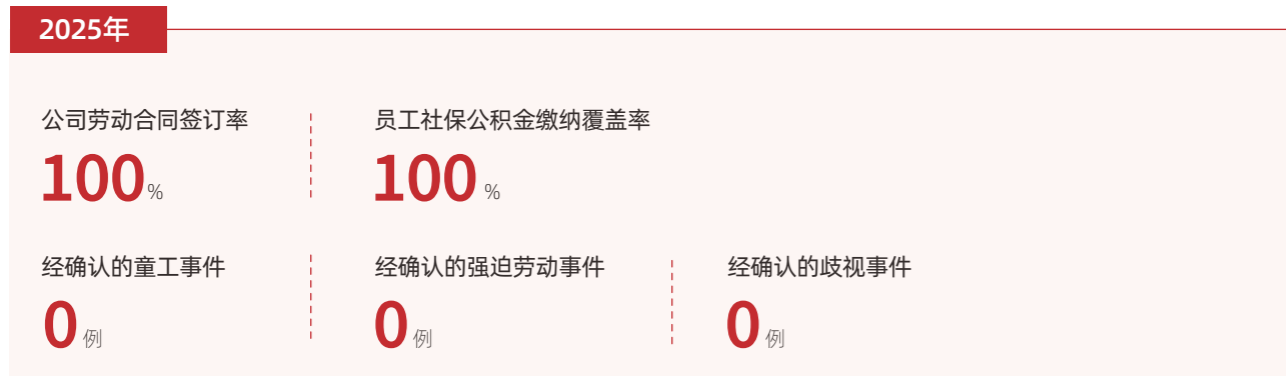 2025年
公司劳动合同签订率
员工社保公积金缴纳覆盖率
100%
100%
经确认的童工事件
经确认的强迫劳动事件
经确认的歧视事件
0例
0例
0例